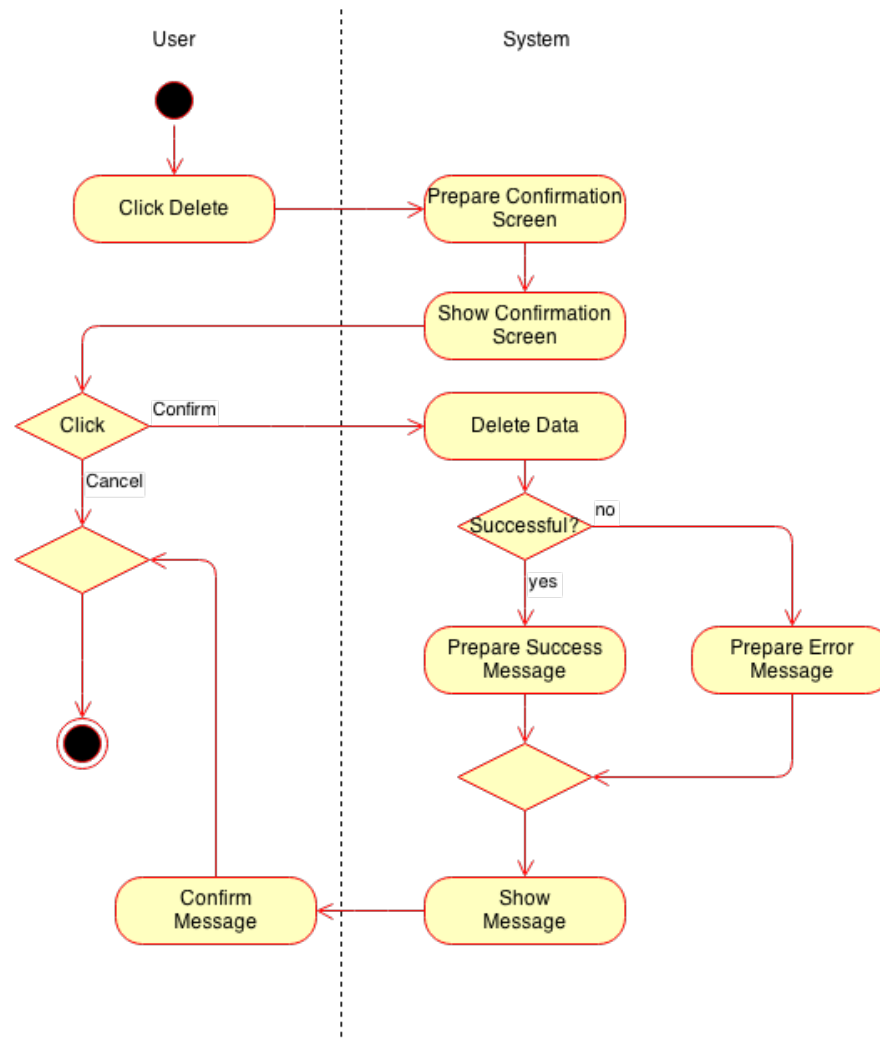 User
System
Click Delete
Prepare Confirmation
Screen
Show Confirmation
Screen
Click
Confirm
Delete Data
Cancel
Successful?
no
yes
Prepare Success
Message
Prepare Error
Message
Confirm
Message
Show
Message